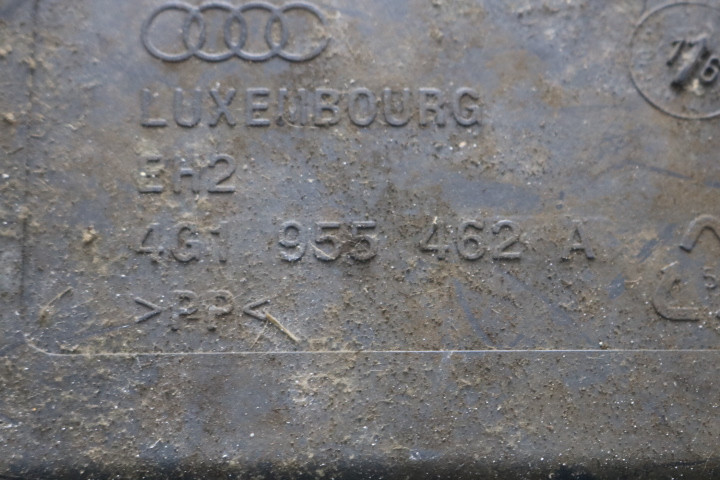 LUXEMBOURG
EH2
4G1 955 462 A
>PP<